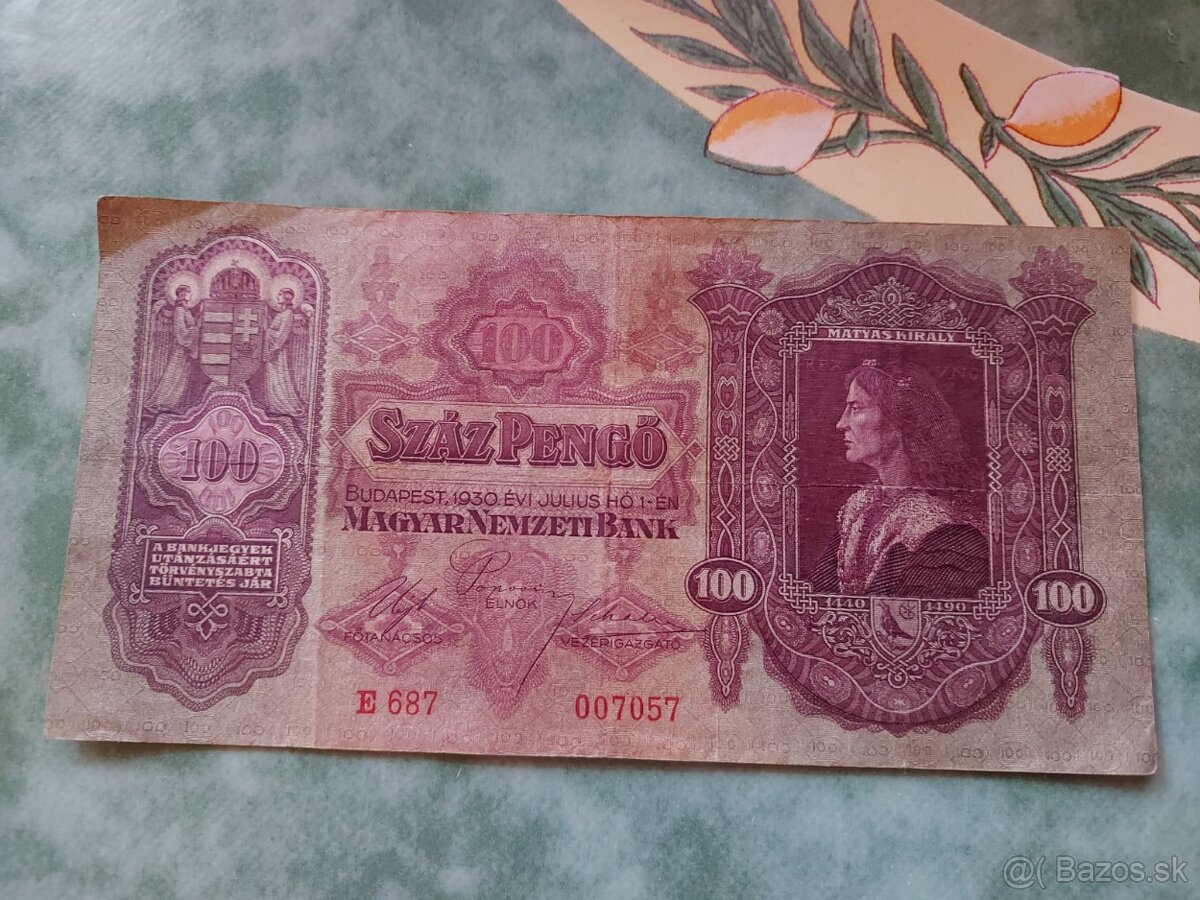 100
100
SZÁZ PENGŐ
BUDAPEST, 1930. ÉVI JULIUS HÓ 1-ÉN
MAGYAR NEMZETI BANK
A BANKJEGYEK
UTÁNZÁSÁÉRT
TÖRVÉNYSZABTA
BÜNTETÉS JÁR
ELNÖK
FŐTANÁCSOS
VEZÉRIGAZGATÓ
E 687
007057
MÁTYÁS KIRÁLY
100
100
1440
1490
@( Bazos.sk